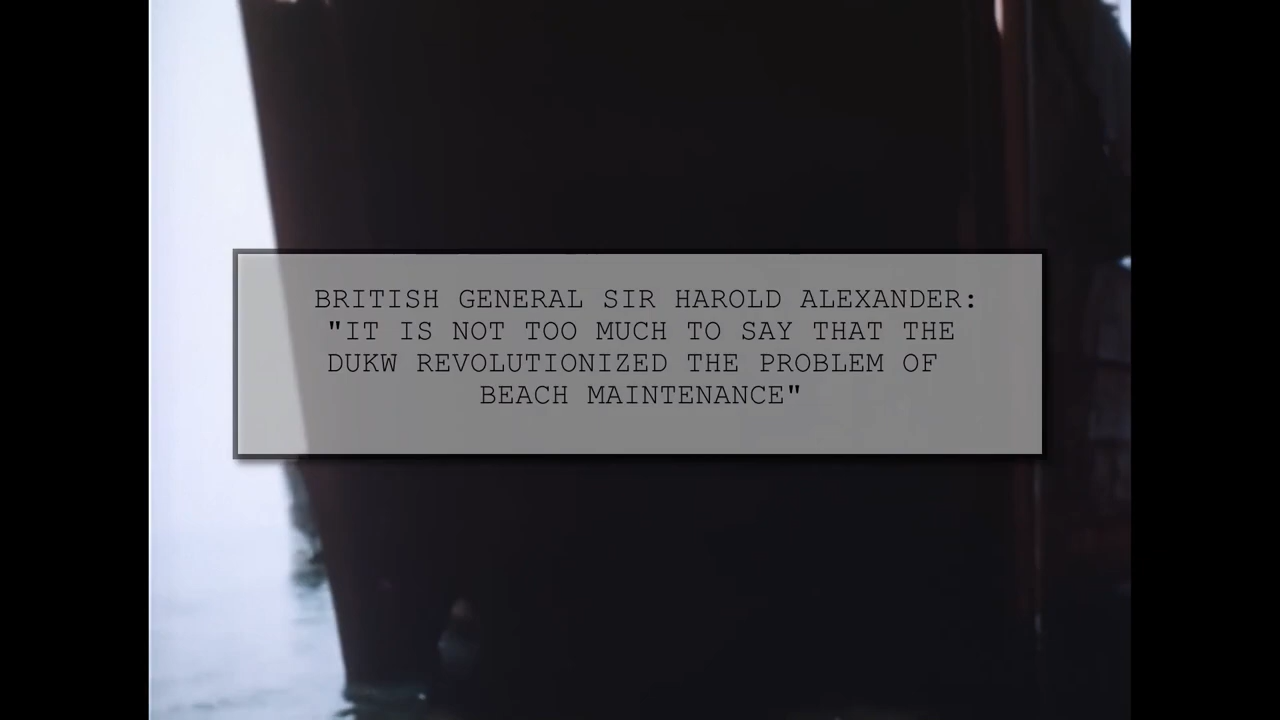 BRITISH GENERAL SIR HAROLD ALEXANDER:
"IT IS NOT TOO MUCH TO SAY THAT THE
DUKW REVOLUTIONIZED THE PROBLEM OF
BEACH MAINTENANCE"